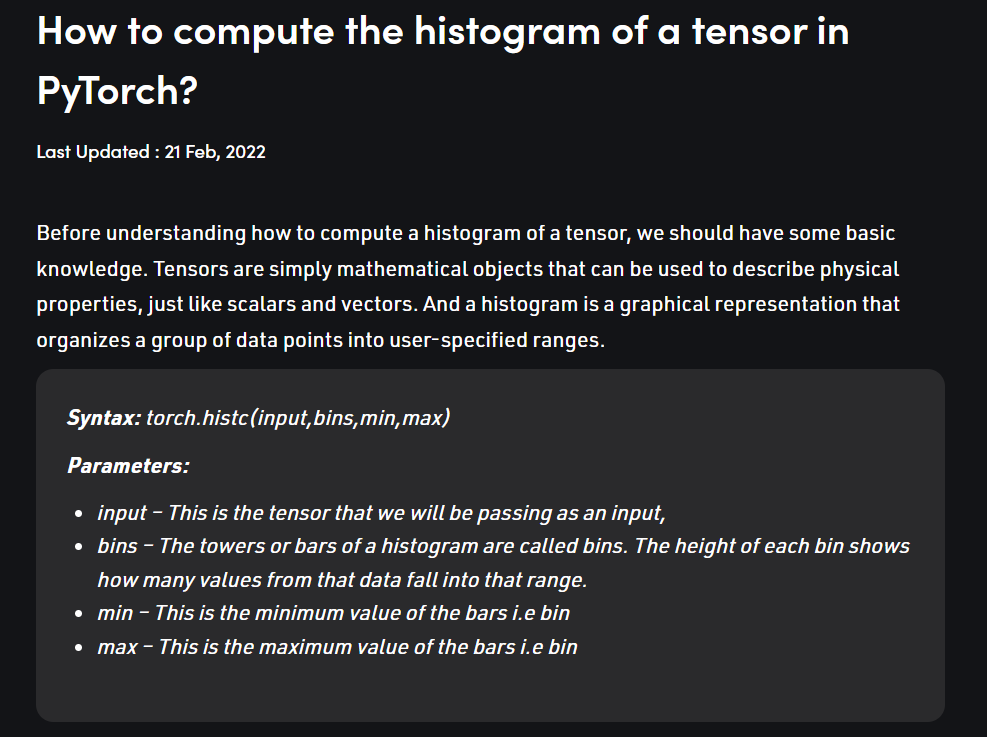 How to compute the histogram of a tensor in
PyTorch?
Last Updated : 21 Feb, 2022
Before understanding how to compute a histogram of a tensor, we should have some basic
knowledge. Tensors are simply mathematical objects that can be used to describe physical
properties, just like scalars and vectors. And a histogram is a graphical representation that
organizes a group of data points into user-specified ranges.
Syntax: torch.histc(input,bins,min,max)
Parameters:
• input – This is the tensor that we will be passing as an input,
• bins – The towers or bars of a histogram are called bins. The height of each bin shows
how many values from that data fall into that range.
• min – This is the minimum value of the bars i.e bin
• max – This is the maximum value of the bars i.e bin